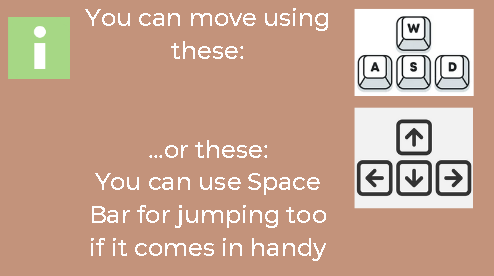 i
You can move using
these:
W
A S D
...or these:
You can use Space
Bar for jumping too
if it comes in handy